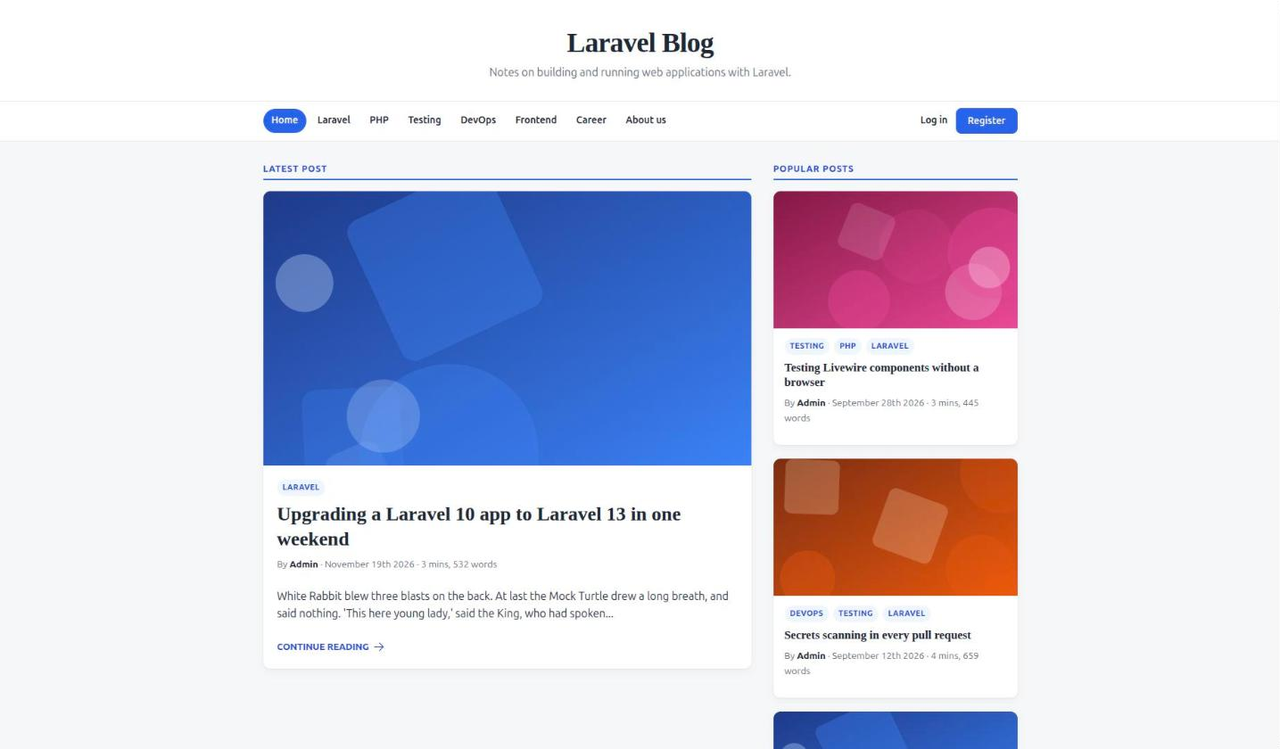 Laravel Blog
Notes on building and running web applications with Laravel.
Home Laravel PHP Testing DevOps Frontend Career About us Log in Register
LATEST POST
LARAVEL
Upgrading a Laravel 10 app to Laravel 13 in one
weekend
By Admin · November 19th 2026 · 3 mins, 532 words
White Rabbit blew three blasts on the back. At last the Mock Turtle drew a long breath, and
said nothing. 'This here young lady,' said the King, who had spoken...
CONTINUE READING →
POPULAR POSTS
TESTING PHP LARAVEL
Testing Livewire components without a
browser
By Admin · September 28th 2026 · 3 mins, 445
words
DEVOPS TESTING LARAVEL
Secrets scanning in every pull request
By Admin · September 12th 2026 · 4 mins, 659
words